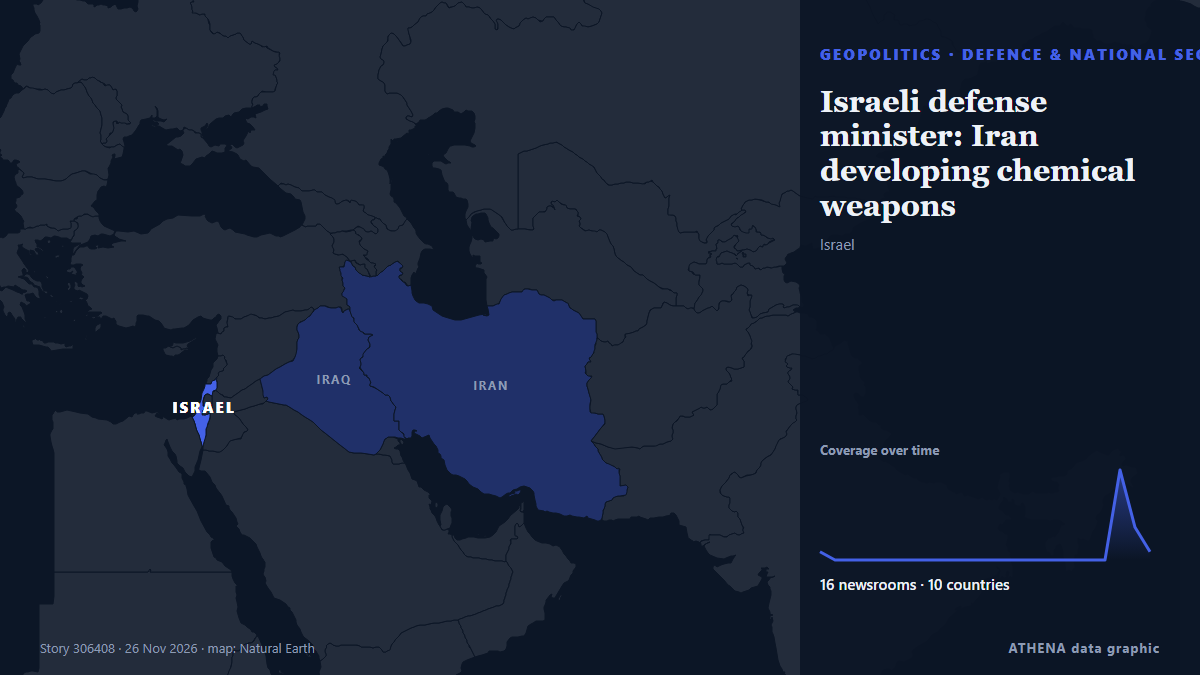 GEOPOLITICS · DEFENCE & NATIONAL
Israeli defense
minister: Iran
developing chemical
weapons
Israel
IRAQ
IRAN
ISRAEL
Coverage over time
16 newsrooms · 10 countries
Story 306408 · 26 Nov 2026 · map: Natural Earth
ATHENA data graphic